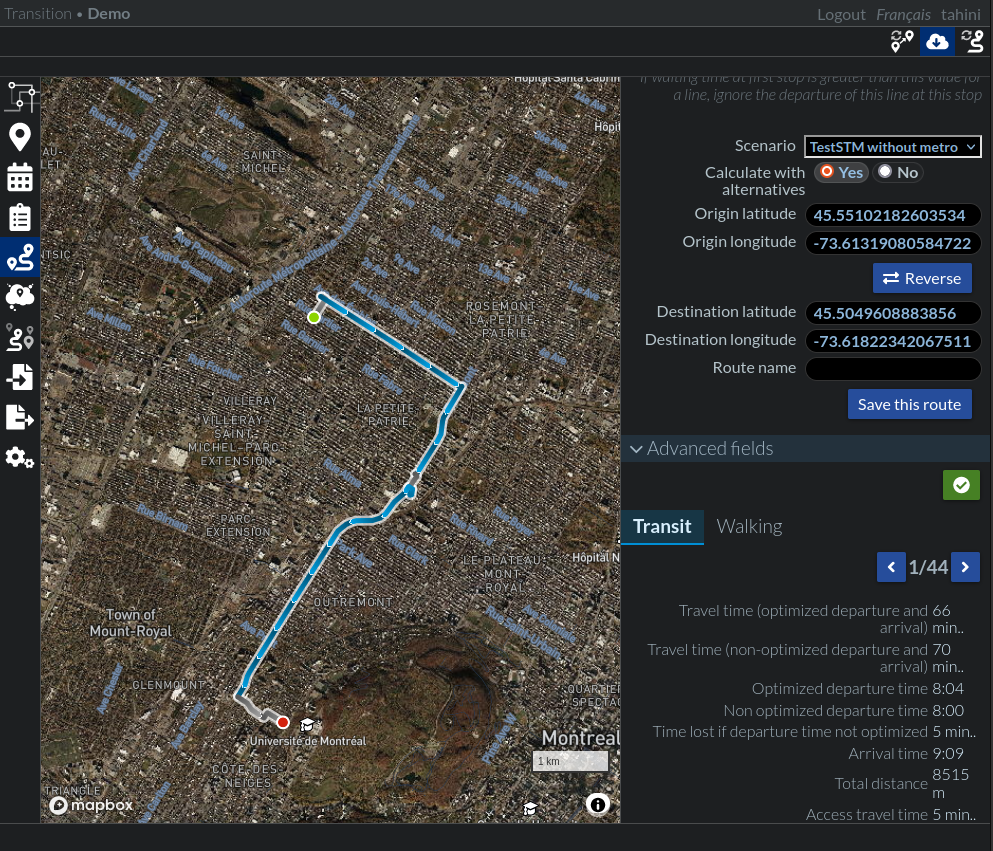 Transition • Demo
Logout Français tahini
If waiting time at first stop is greater than this value for
a line, ignore the departure of this line at this stop
Scenario TestSTM without metro
Calculate with
alternatives
Yes No
Origin latitude 45.55102182603534
Origin longitude -73.61319080584722
Reverse
Destination latitude 45.5049608883856
Destination longitude -73.61822342067511
Route name
Save this route
Advanced fields
Transit Walking
1/44
Travel time (optimized departure and
arrival) 66
min..
Travel time (non-optimized departure and
arrival) 70
min..
Optimized departure time 8:04
Non optimized departure time 8:00
Time lost if departure time not optimized 5 min..
Arrival time 9:09
Total distance 8515
m
Access travel time 5 min..
Hôpital Santa Cabrin
SAINT-
MICHEL
Hôpit
ROSEMONT-
LA PETITE-
PATRIE
VILLERAY
VILLERAY-
SAINT-
MICHEL-PARC-
EXTENSION
LA PETITE-
PATRIE
PARC-
EXTENSION
LE PLATEAU-
MONT-
ROYAL
Hôpital N
OUTREMONT
Town of
Mount-Royal
GLENMOUNT
QUARTIER
SPECTAC
Université de Montréal
Montreal
1 km
CÔTE-DES-
NEIGES
TRIANGLE
mapbox